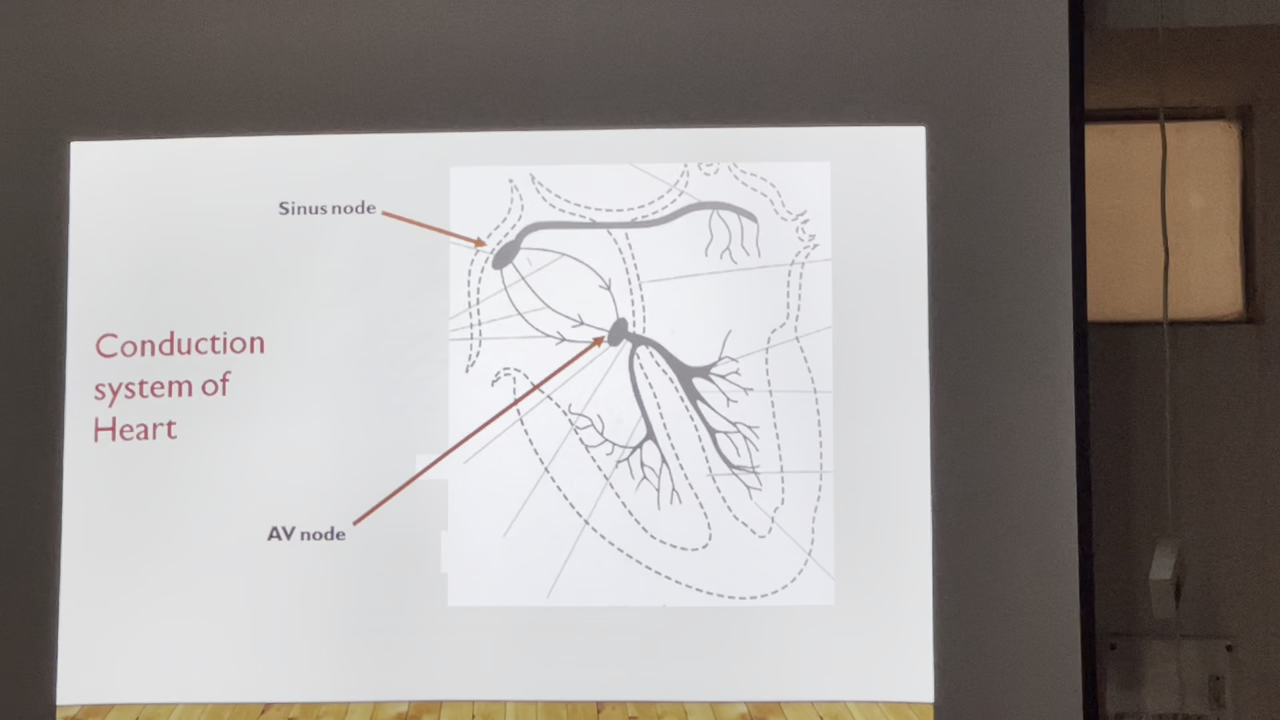 Sinus node
Conduction
system of
Heart
AV node